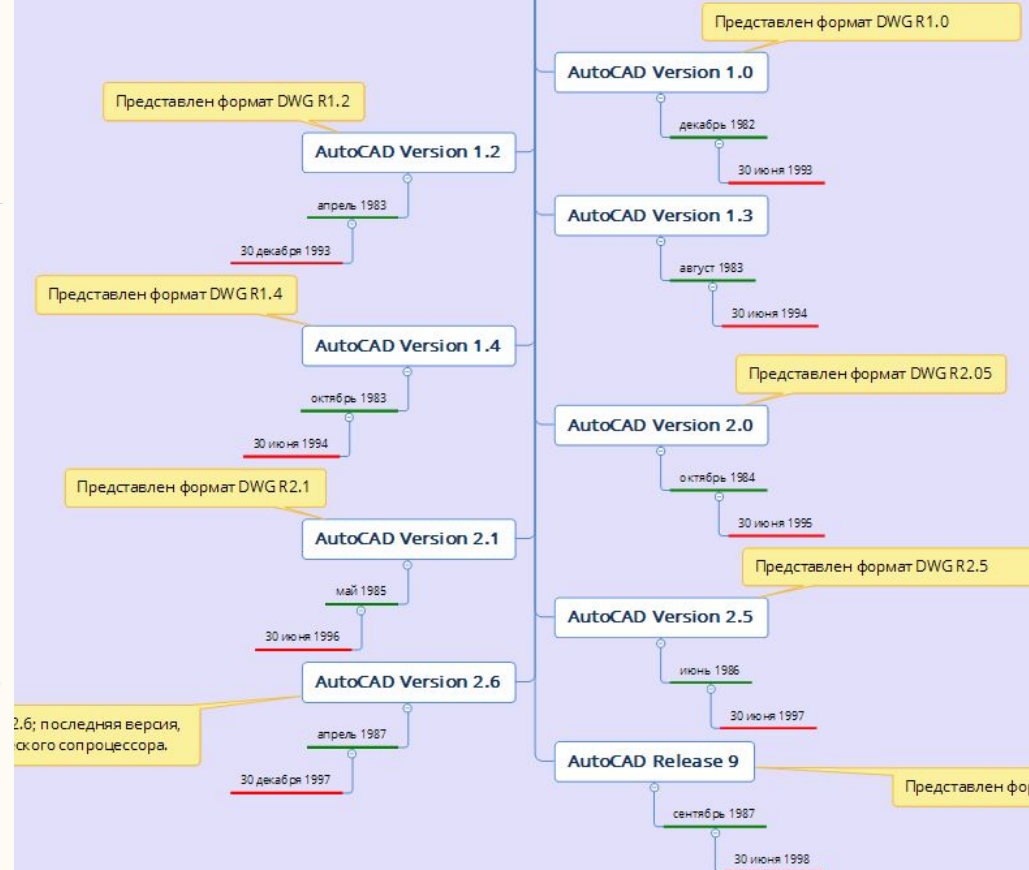 Представлен формат DWG R1.0
AutoCAD Version 1.0
декабрь 1982
30 июня 1993
Представлен формат DWG R1.2
AutoCAD Version 1.2
апрель 1983
30 декабря 1993
AutoCAD Version 1.3
август 1983
30 июня 1994
Представлен формат DWG R1.4
AutoCAD Version 1.4
октябрь 1983
30 июня 1994
Представлен формат DWG R2.05
AutoCAD Version 2.0
октябрь 1984
30 июня 1995
Представлен формат DWG R2.1
AutoCAD Version 2.1
май 1985
30 июня 1996
Представлен формат DWG R2.5
AutoCAD Version 2.5
июнь 1986
30 июня 1997
AutoCAD Version 2.6
2.6; последняя версия,
ского сопроцессора.
апрель 1987
30 декабря 1997
AutoCAD Release 9
Представлен фор
сентябрь 1987
30 июня 1998